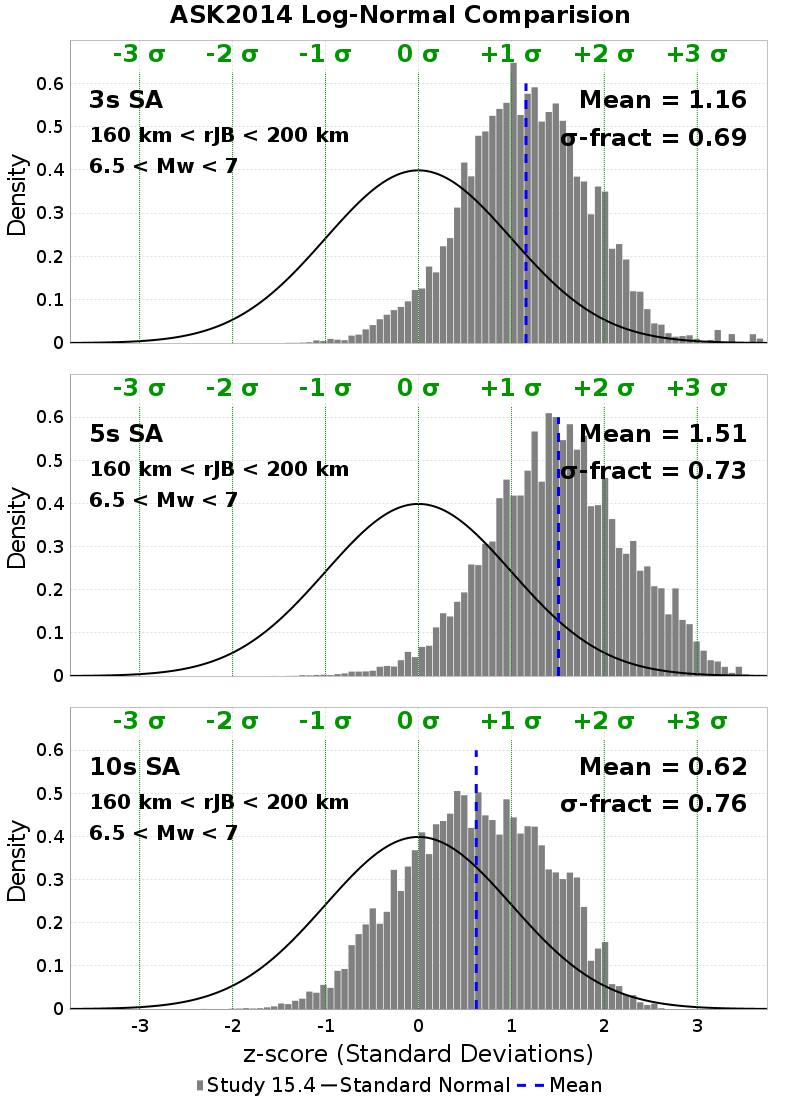 ASK2014 Log-Normal Comparision
-3 σ -2 σ -1 σ 0 σ +1 σ +2 σ +3 σ
3s SA
Mean = 1.16
160 km < rJB < 200 km
σ-fract = 0.69
6.5 < Mw < 7
Density
0.6
0.5
0.4
0.3
0.2
0.1
0
-3 σ -2 σ -1 σ 0 σ +1 σ +2 σ +3 σ
5s SA
Mean = 1.51
160 km < rJB < 200 km
σ-fract = 0.73
6.5 < Mw < 7
Density
0.6
0.5
0.4
0.3
0.2
0.1
0
-3 σ -2 σ -1 σ 0 σ +1 σ +2 σ +3 σ
10s SA
Mean = 0.62
160 km < rJB < 200 km
σ-fract = 0.76
6.5 < Mw < 7
Density
0.6
0.5
0.4
0.3
0.2
0.1
0
-3 -2 -1 0 1 2 3
z-score (Standard Deviations)
Study 15.4 Standard Normal Mean